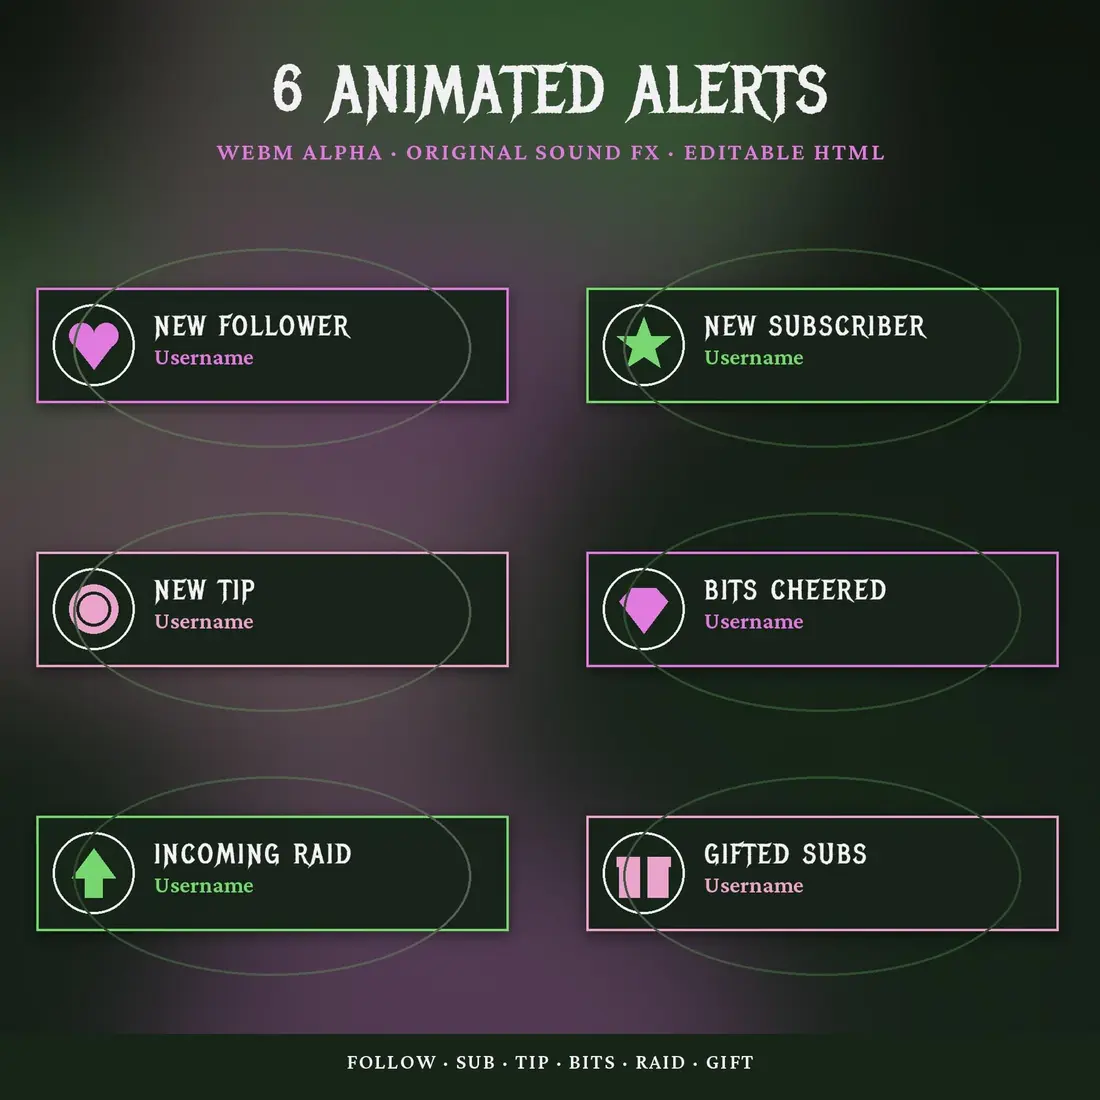 6 ANIMATED ALERTS
WEBM ALPHA · ORIGINAL SOUND FX · EDITABLE HTML
NEW FOLLOWER
Username
NEW SUBSCRIBER
Username
NEW TIP
Username
BITS CHEERED
Username
INCOMING RAID
Username
GIFTED SUBS
Username
FOLLOW · SUB · TIP · BITS · RAID · GIFT